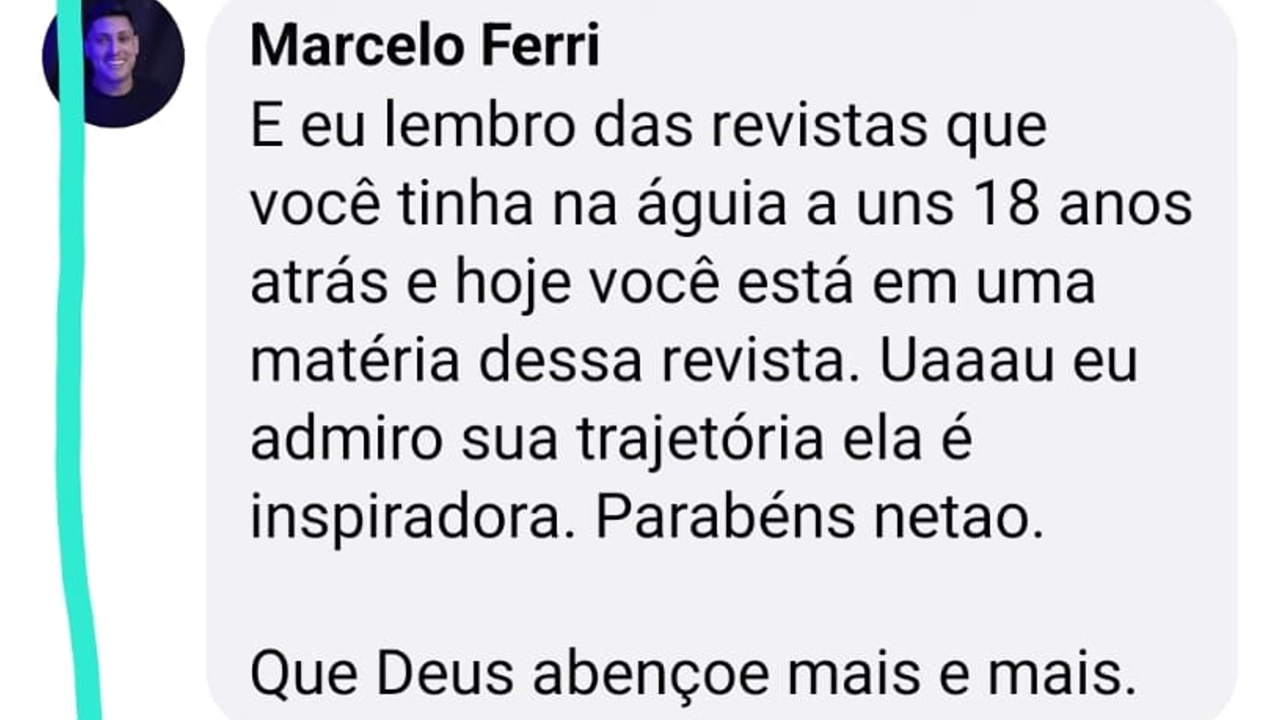 Marcelo Ferri
E eu lembro das revistas que
você tinha na águia a uns 18 anos
atrás e hoje você está em uma
matéria dessa revista. Uaaau eu
admiro sua trajetória ela é
inspiradora. Parabéns netao.
Que Deus abençoe mais e mais.